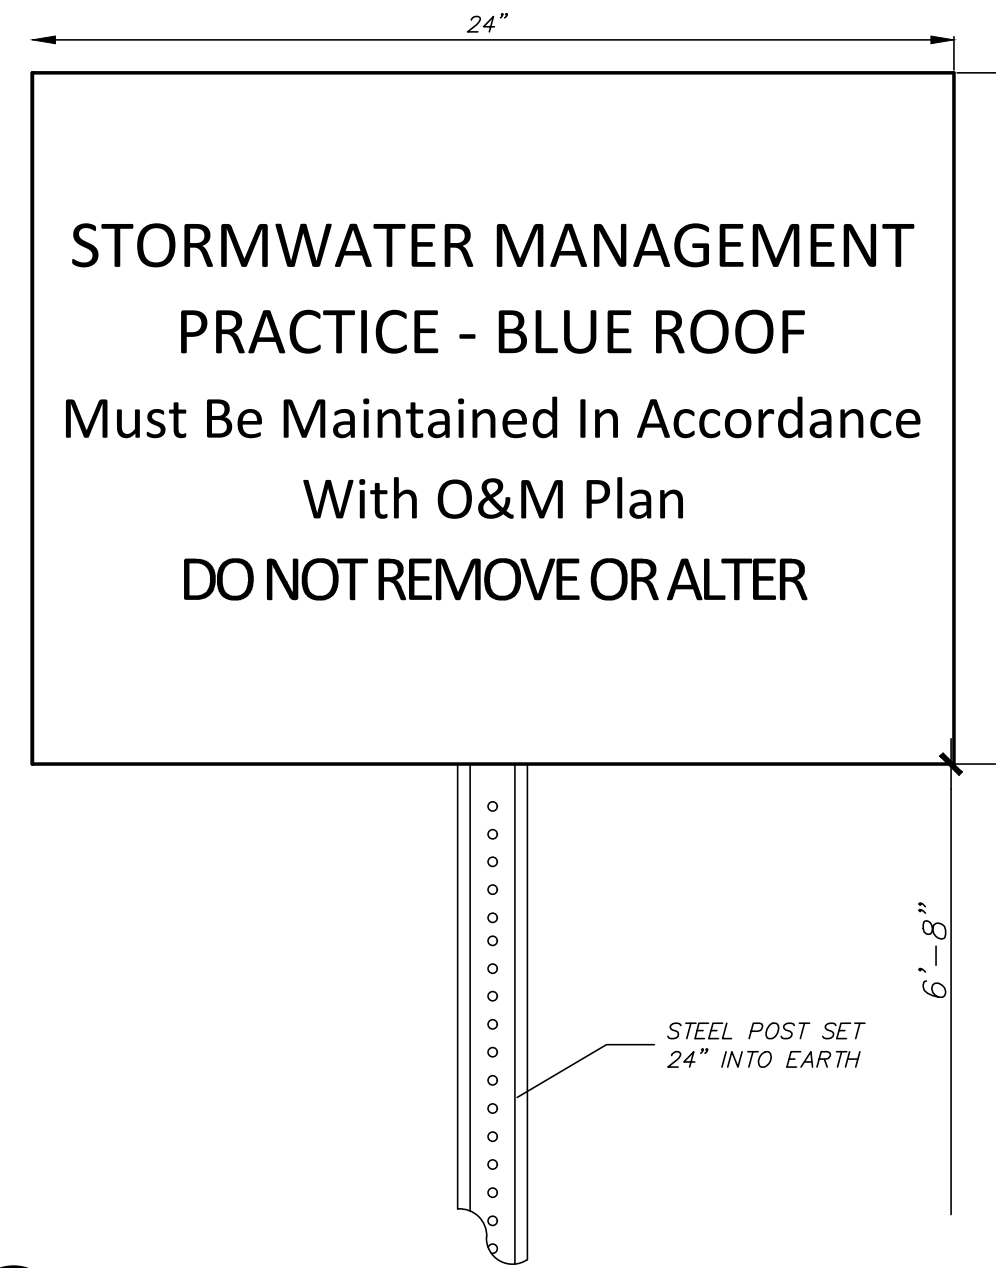 24”
STORMWATER MANAGEMENT
PRACTICE - BLUE ROOF
Must Be Maintained In Accordance
With O&M Plan
DO NOT REMOVE OR ALTER
6'-8”
STEEL POST SET
24” INTO EARTH